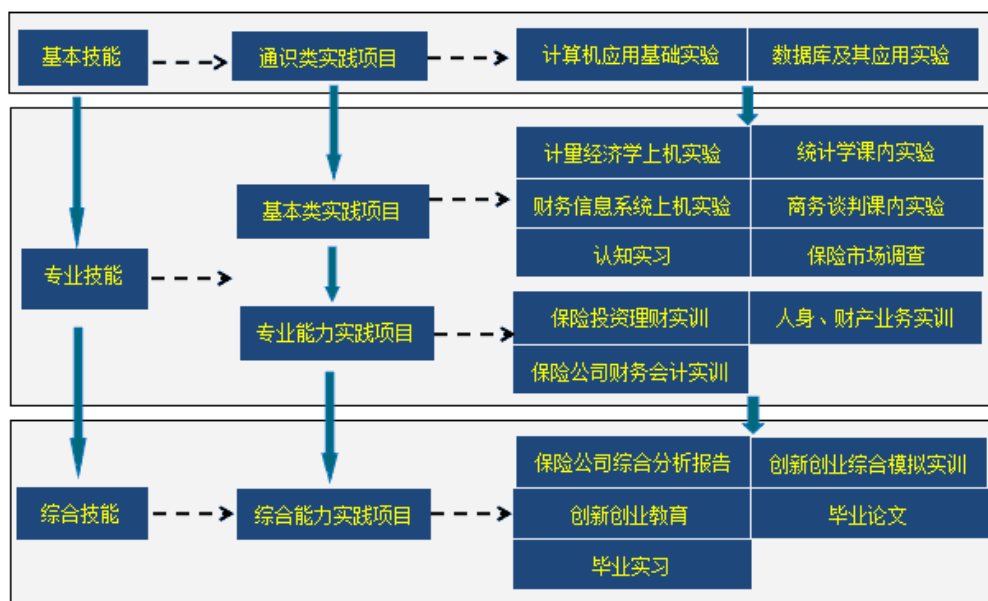 基本技能
通识类实践项目
计算机应用基础实验
数据库及其应用实验
计量经济学上机实验
统计学课内实验
基本类实践项目
财务信息系统上机实验
商务谈判课内实验
认知实习
保险市场调查
专业技能
专业能力实践项目
保险投资理财实训
人身、财产业务实训
保险公司财务会计实训
保险公司综合分析报告
创新创业综合模拟实训
综合技能
综合能力实践项目
创新创业教育
毕业论文
毕业实习